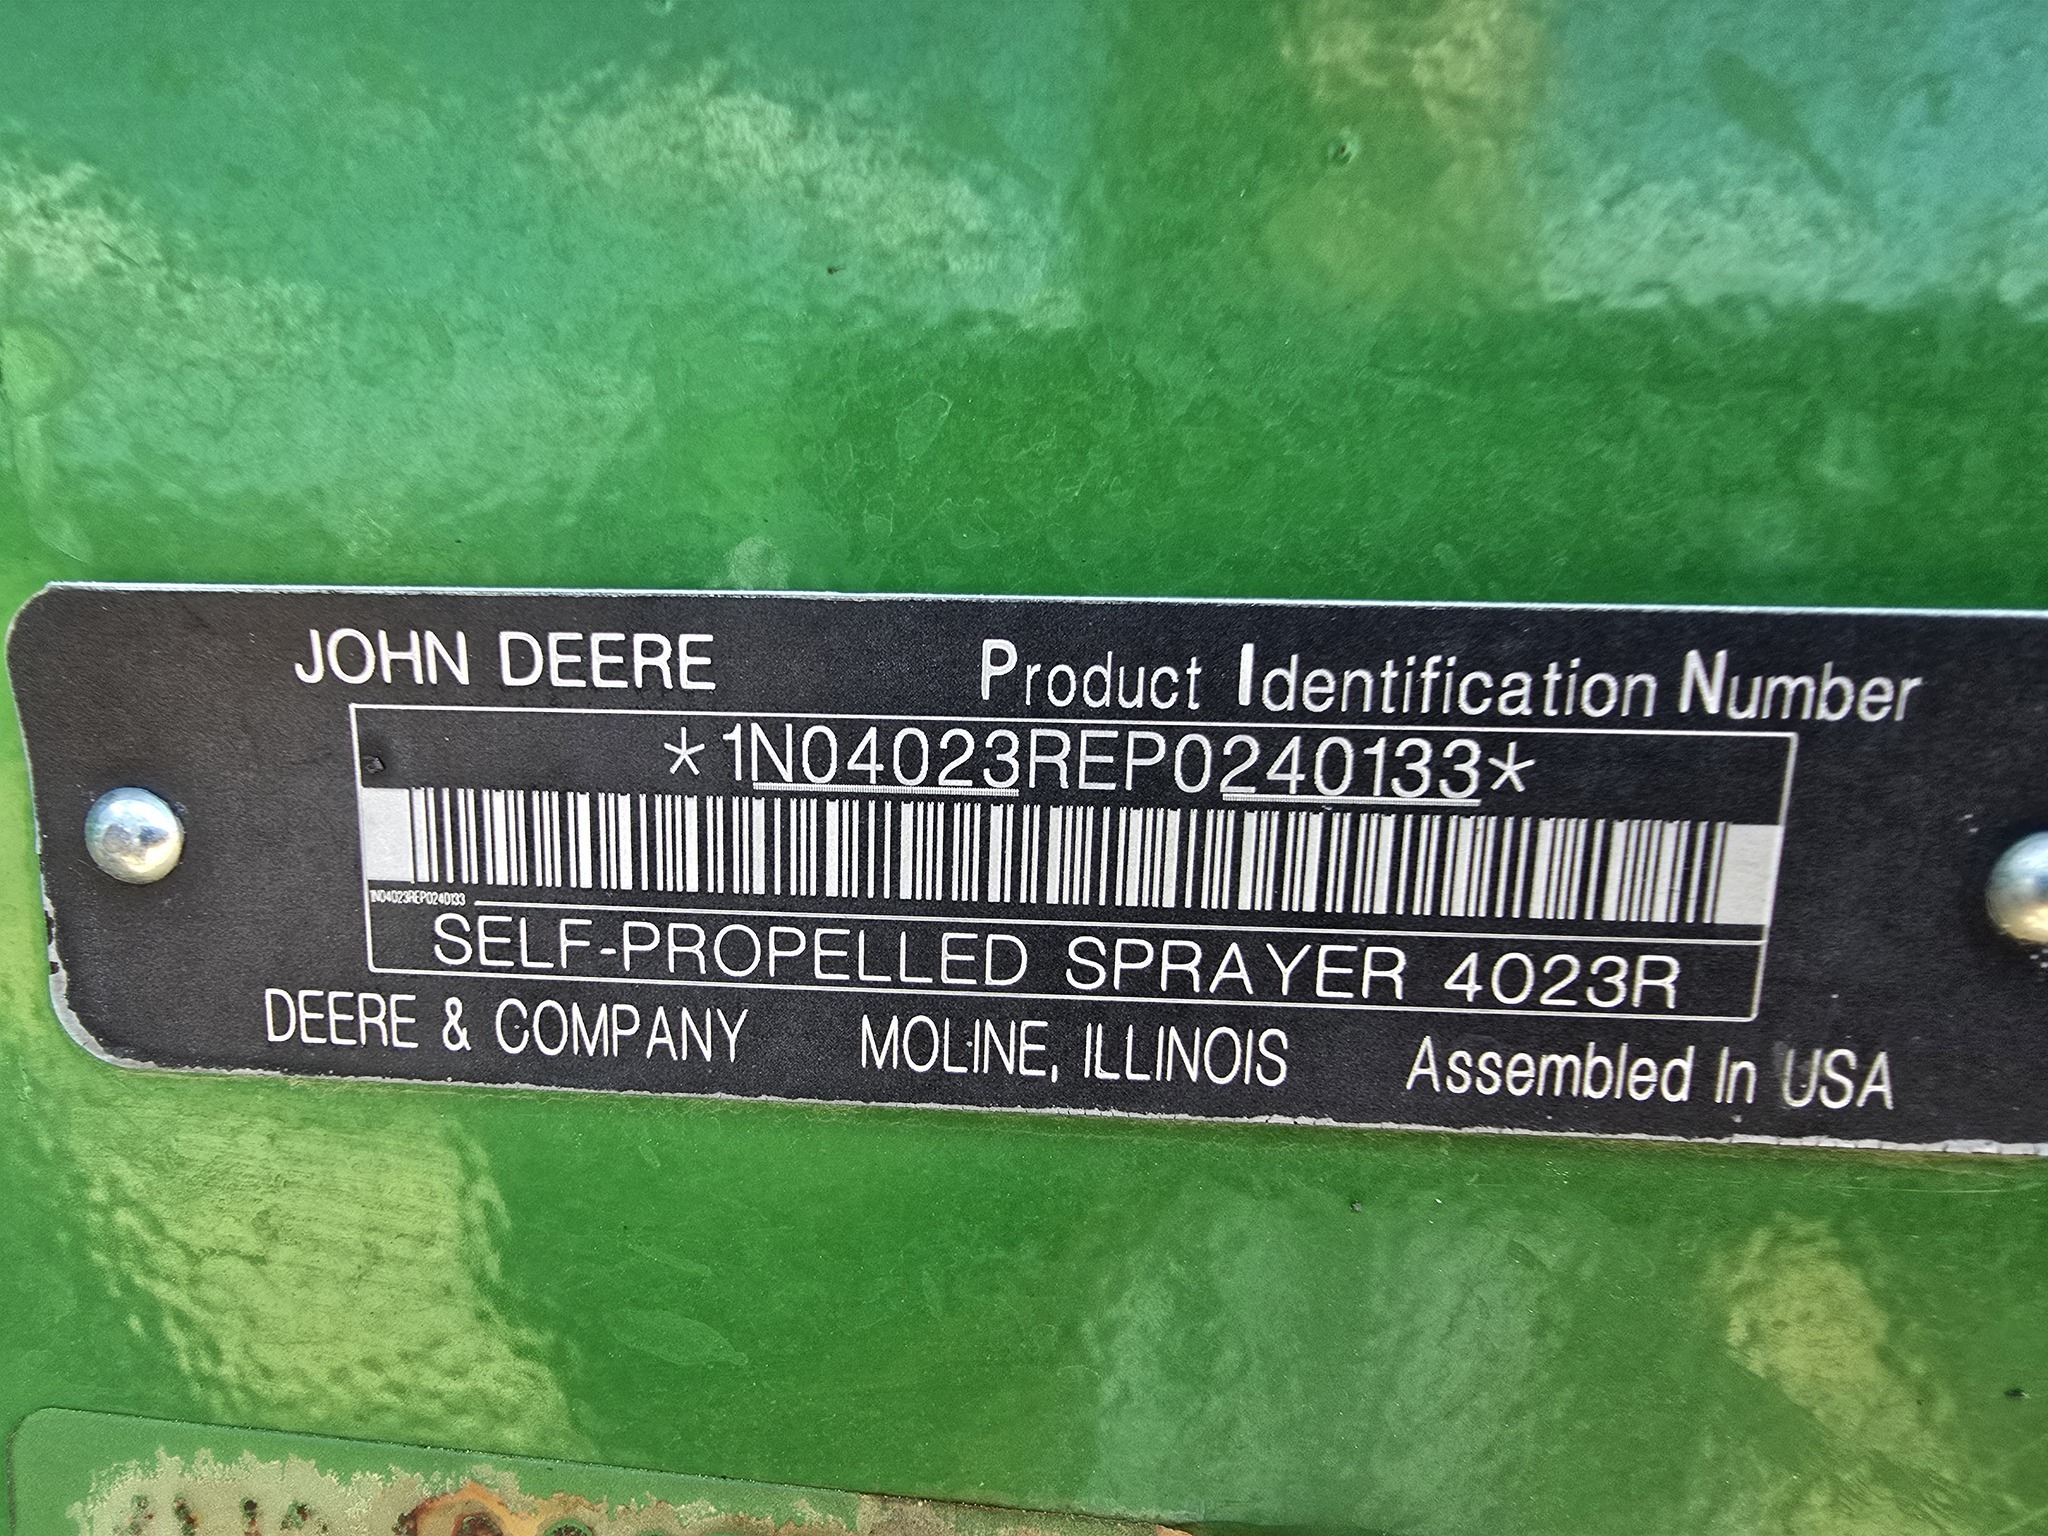 JOHN DEERE Product Identification Number
*1N04023REP0240133*
1N04023REP0240133
SELF-PROPELLED SPRAYER 4023R
DEERE & COMPANY MOLINE, ILLINOIS Assembled In USA